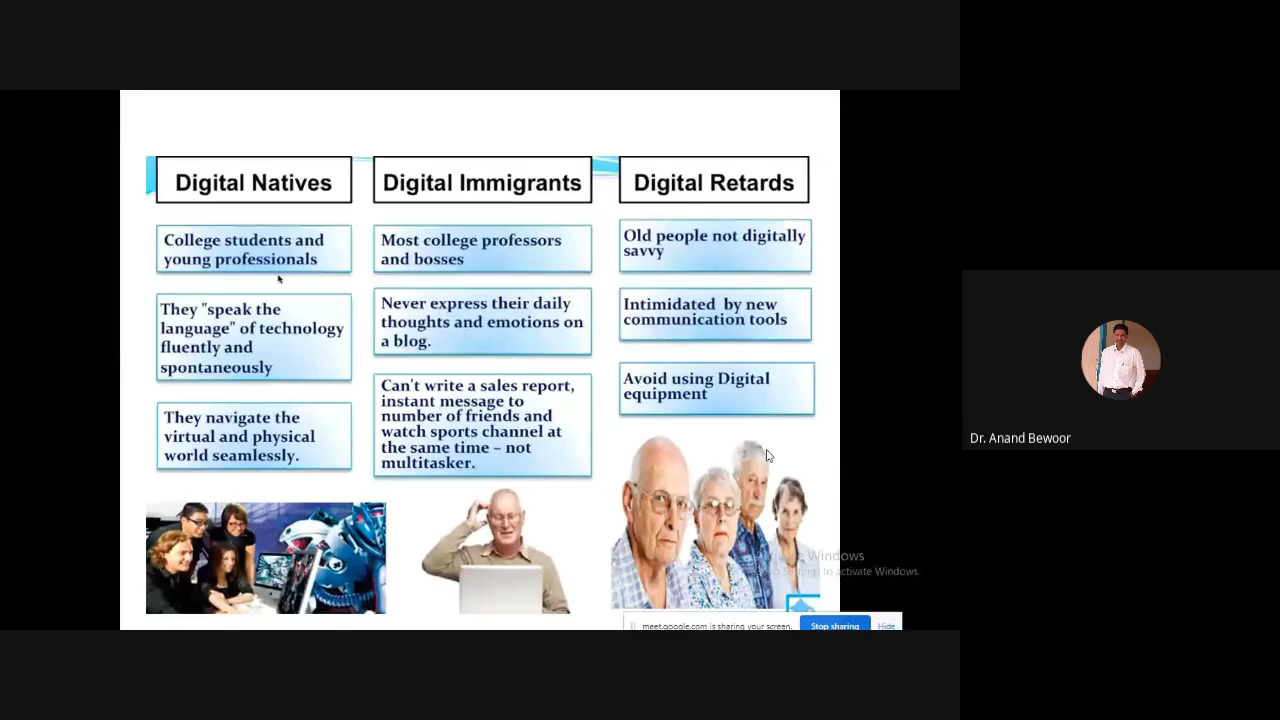 Digital Natives
College students and
young professionals
They "speak the
language" of technology
fluently and
spontaneously
They navigate the
virtual and physical
world seamlessly.
Digital Immigrants
Most college professors
and bosses
Never express their daily
thoughts and emotions on
a blog.
Can't write a sales report,
instant message to
number of friends and
watch sports channel at
the same time – not
multitasker.
Digital Retards
Old people not digitally
savvy
Intimidated by new
communication tools
Avoid using Digital
equipment
Windows
to activate Windows.
meet.google.com is sharing your screen.
Stop sharing
Hide
Dr. Anand Bewoor